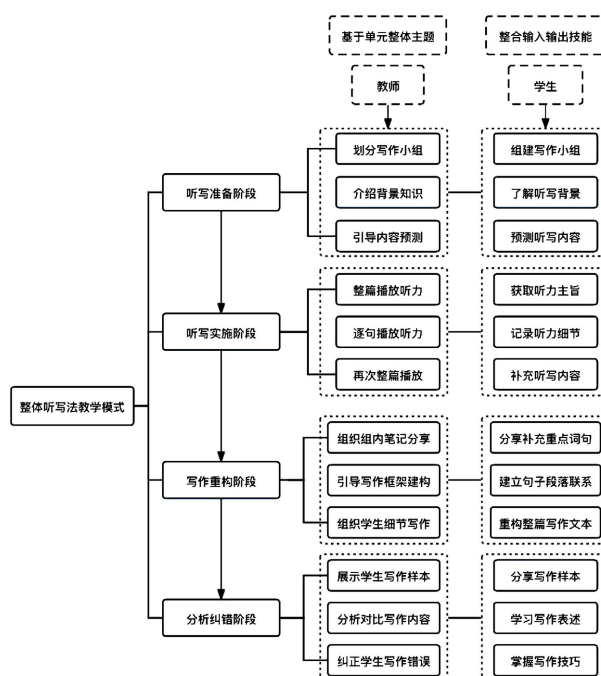 基于单元整体主题
整合输入输出技能
教师
学生
划分写作小组
组建写作小组
听写准备阶段
介绍背景知识
了解听写背景
引导内容预测
预测听写内容
整篇播放听力
获取听力主旨
听写实施阶段
逐句播放听力
记录听力细节
再次整篇播放
补充听写内容
整体听写法教学模式
组织组内笔记分享
分享补充重点词句
写作重构阶段
引导写作框架建构
建立句子段落联系
组织学生细节写作
重构整篇写作文本
展示学生写作样本
分享写作样本
分析纠错阶段
分析对比写作内容
学习写作表述
纠正学生写作错误
掌握写作技巧